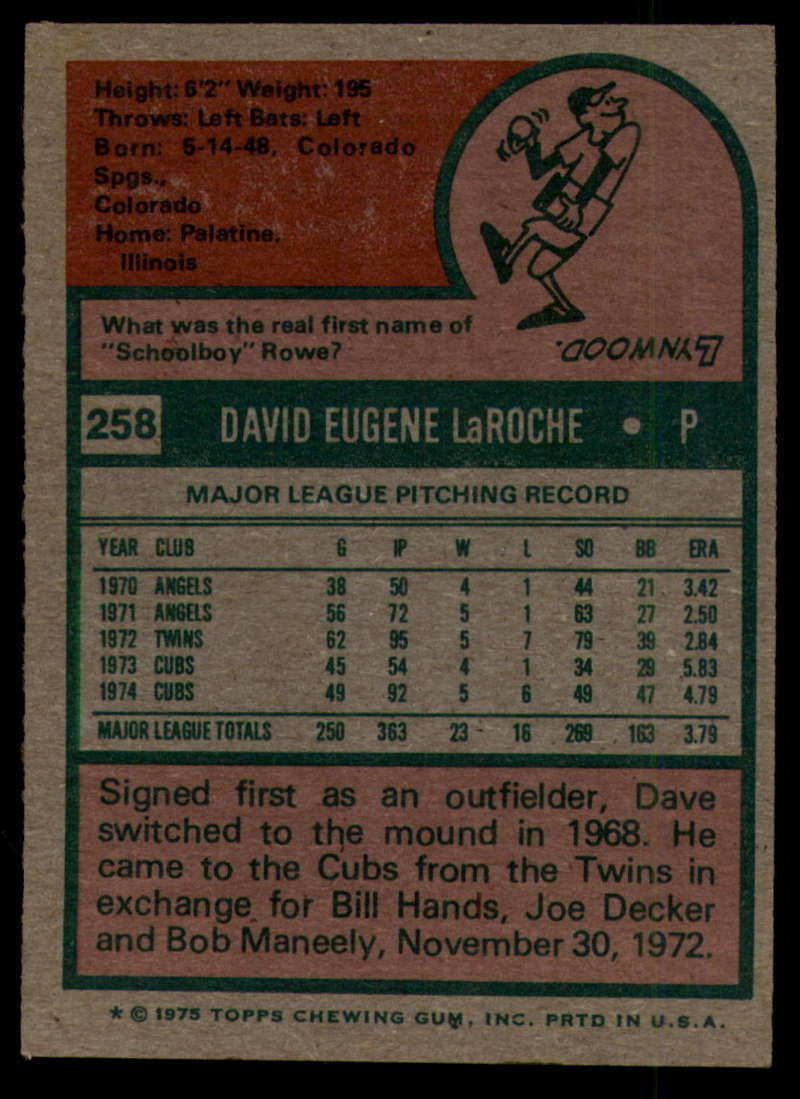 Height: 6'2" Weight: 195
Throws: Left Bats: Left
Born: 5-14-48, Colorado
Spgs.,
Colorado
Home: Palatine,
Illinois
What was the real first name of
"Schoolboy" Rowe?
LYNWOOD.
258 DAVID EUGENE LaROCHE • P
MAJOR LEAGUE PITCHING RECORD
YEAR CLUB G IP W L SO BB ERA
1970 ANGELS 38 50 4 1 44 21 3.42
1971 ANGELS 56 72 5 1 63 27 2.50
1972 TWINS 62 95 5 7 79 39 2.84
1973 CUBS 45 54 4 1 34 29 5.83
1974 CUBS 49 92 5 6 49 47 4.79
MAJOR LEAGUE TOTALS 250 363 23 16 269 163 3.79
Signed first as an outfielder, Dave
switched to the mound in 1968. He
came to the Cubs from the Twins in
exchange for Bill Hands, Joe Decker
and Bob Maneely, November 30, 1972.
* © 1975 TOPPS CHEWING GUM, INC. PRTD IN U.S.A.